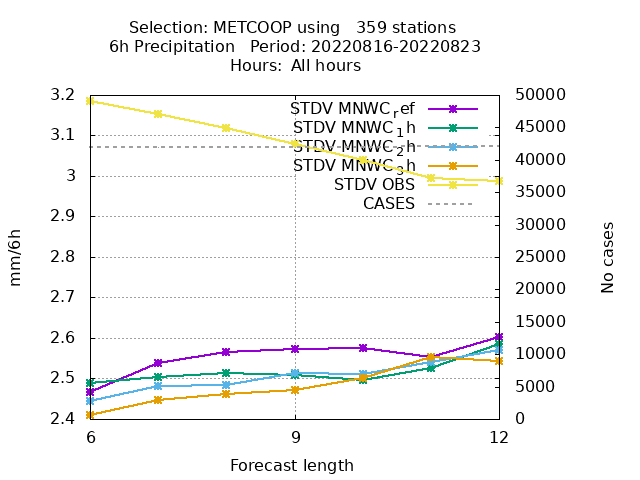 Selection: METCOOP using   359 stations
6h Precipitation   Period: 20220816-20220823
Hours:  All hours
3.2
3.1
3
2.9
2.8
2.7
2.6
2.5
2.4
mm/6h
STDV MNWC_ref
STDV MNWC_1h
STDV MNWC_2h
STDV MNWC_3h
STDV OBS
CASES
50000
45000
40000
35000
30000
25000
20000
15000
10000
5000
0
No cases
6
9
12
Forecast length